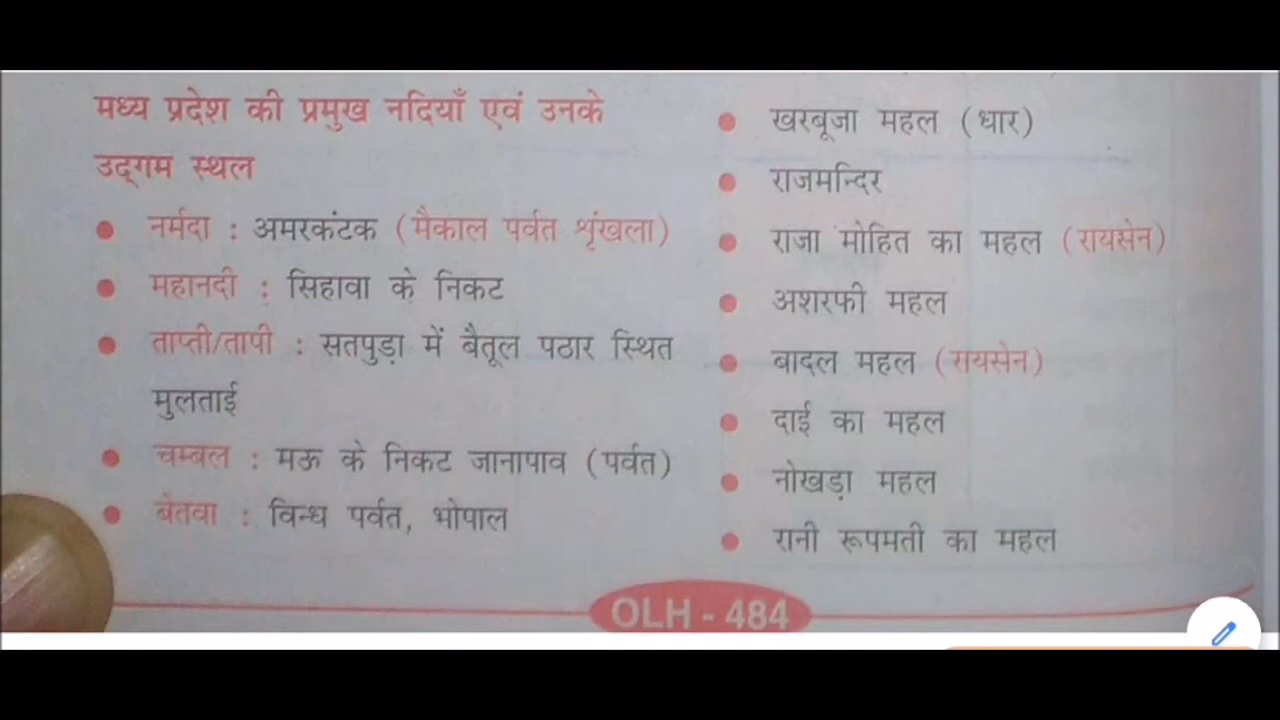 मध्य प्रदेश की प्रमुख नदियाँ एवं उनके
उद्गम स्थल
• नर्मदा : अमरकंटक (मैकाल पर्वत शृंखला)
• महानदी : सिहावा के निकट
• ताप्ती/तापी : सतपुड़ा में बैतूल पठार स्थित
मुलताई
• चम्बल : मऊ के निकट जानापाव (पर्वत)
• बेतवा : विन्ध पर्वत, भोपाल
• खरबूजा महल (धार)
• राजमन्दिर
• राजा मोहित का महल (रायसेन)
• अशरफी महल
• बादल महल (रायसेन)
• दाई का महल
• नोखड़ा महल
• रानी रूपमती का महल
OLH - 484